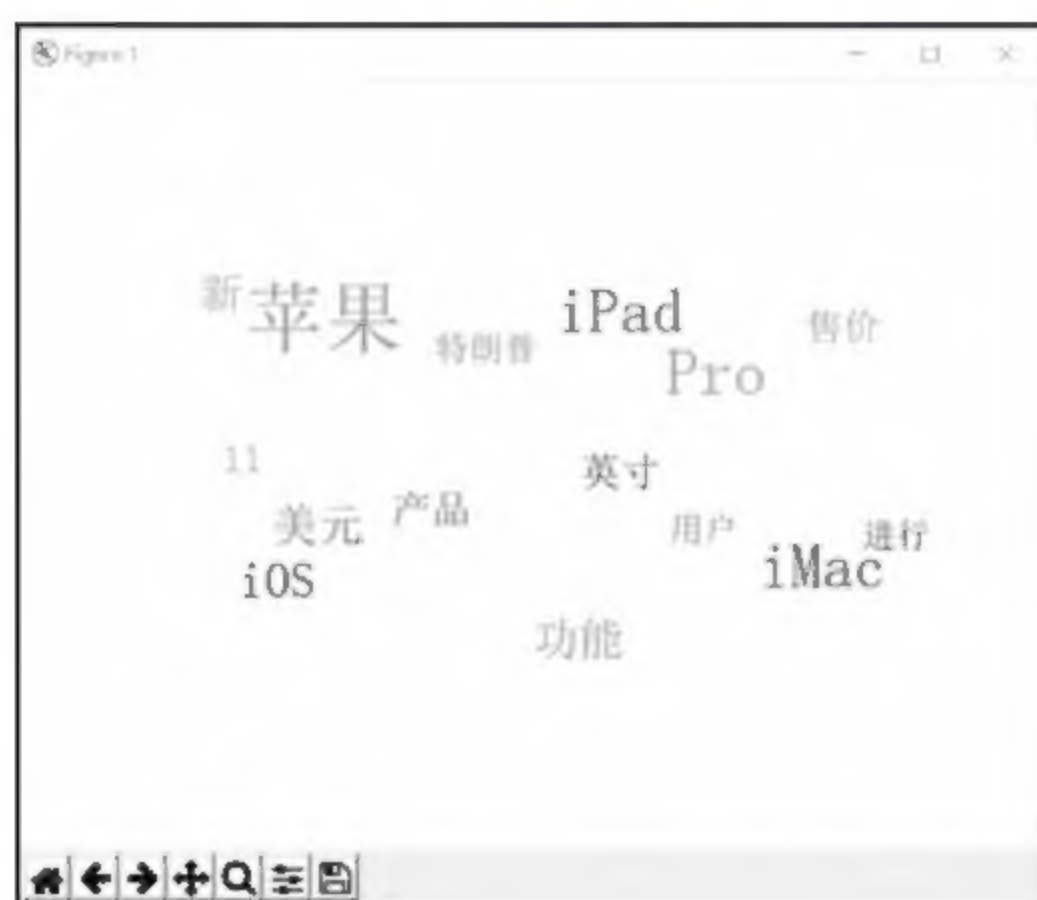 Figure 1
新 苹果 iPad 售价
特朗普 Pro
11 英寸
美元 产品 用户 进行
iOS iMac
功能